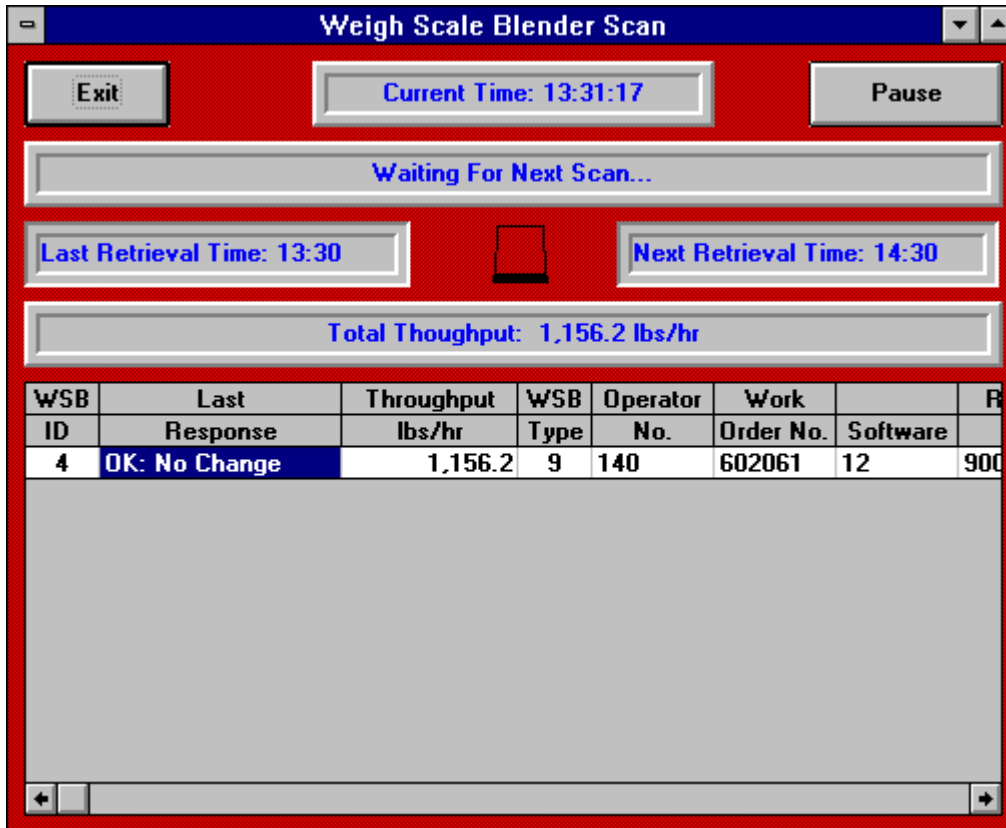 Weigh Scale Blender Scan
Exit
Current Time: 13:31:17
Pause
Waiting For Next Scan...
Last Retrieval Time: 13:30
Next Retrieval Time: 14:30
Total Thoughput: 1,156.2 lbs/hr
WSB Last Throughput WSB Operator Work R
ID Response lbs/hr Type No. Order No. Software
4 OK: No Change 1,156.2 9 140 602061 12 900